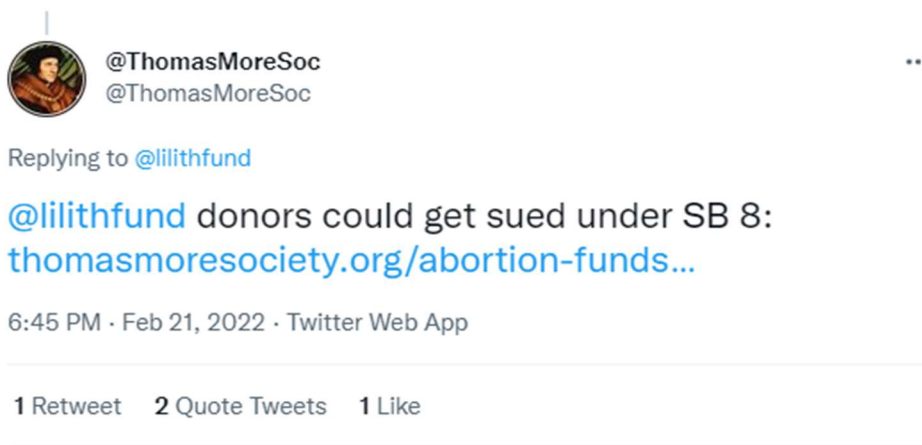 @ThomasMoreSoc
@ThomasMoreSoc
Replying to @lilithfund
@lilithfund donors could get sued under SB 8:
thomasmoresociety.org/abortion-funds...
6:45 PM · Feb 21, 2022 · Twitter Web App
1 Retweet 2 Quote Tweets 1 Like